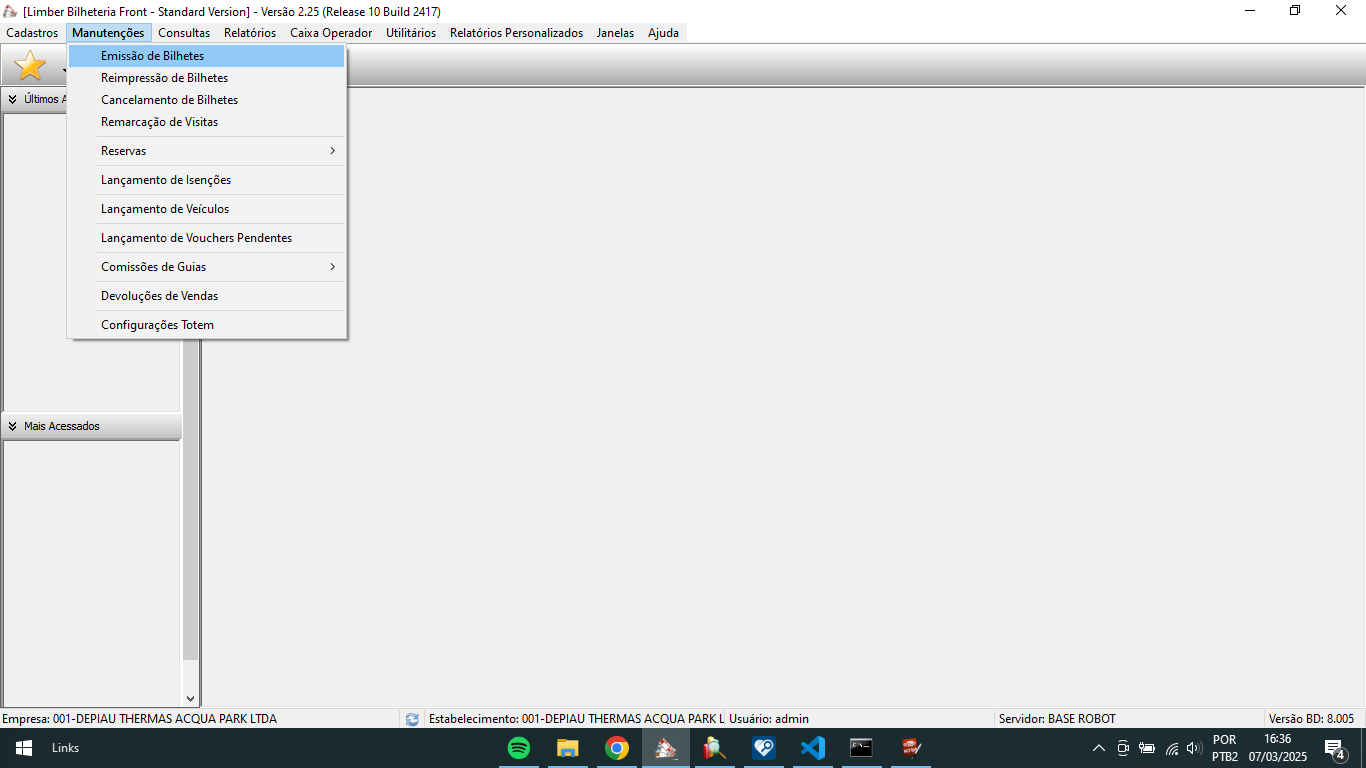 [Limber Bilheteria Front - Standard Version] - Versão 2.25 (Release 10 Build 2417)
Cadastros Manutenções Consultas Relatórios Caixa Operador Utilitários Relatórios Personalizados Janelas Ajuda
Emissão de Bilhetes
Reimpressão de Bilhetes
Últimos A
Cancelamento de Bilhetes
Remarcação de Visitas
Reservas
Lançamento de Isenções
Lançamento de Veículos
Lançamento de Vouchers Pendentes
Comissões de Guias
Devoluções de Vendas
Configurações Totem
Mais Acessados
Empresa: 001-DEPIAU THERMAS ACQUA PARK LTDA Estabelecimento: 001-DEPIAU THERMAS ACQUA PARK L Usuário: admin Servidor: BASE ROBOT Versão BD: 8.005
Links
POR
PTB2
16:36
07/03/2025
4